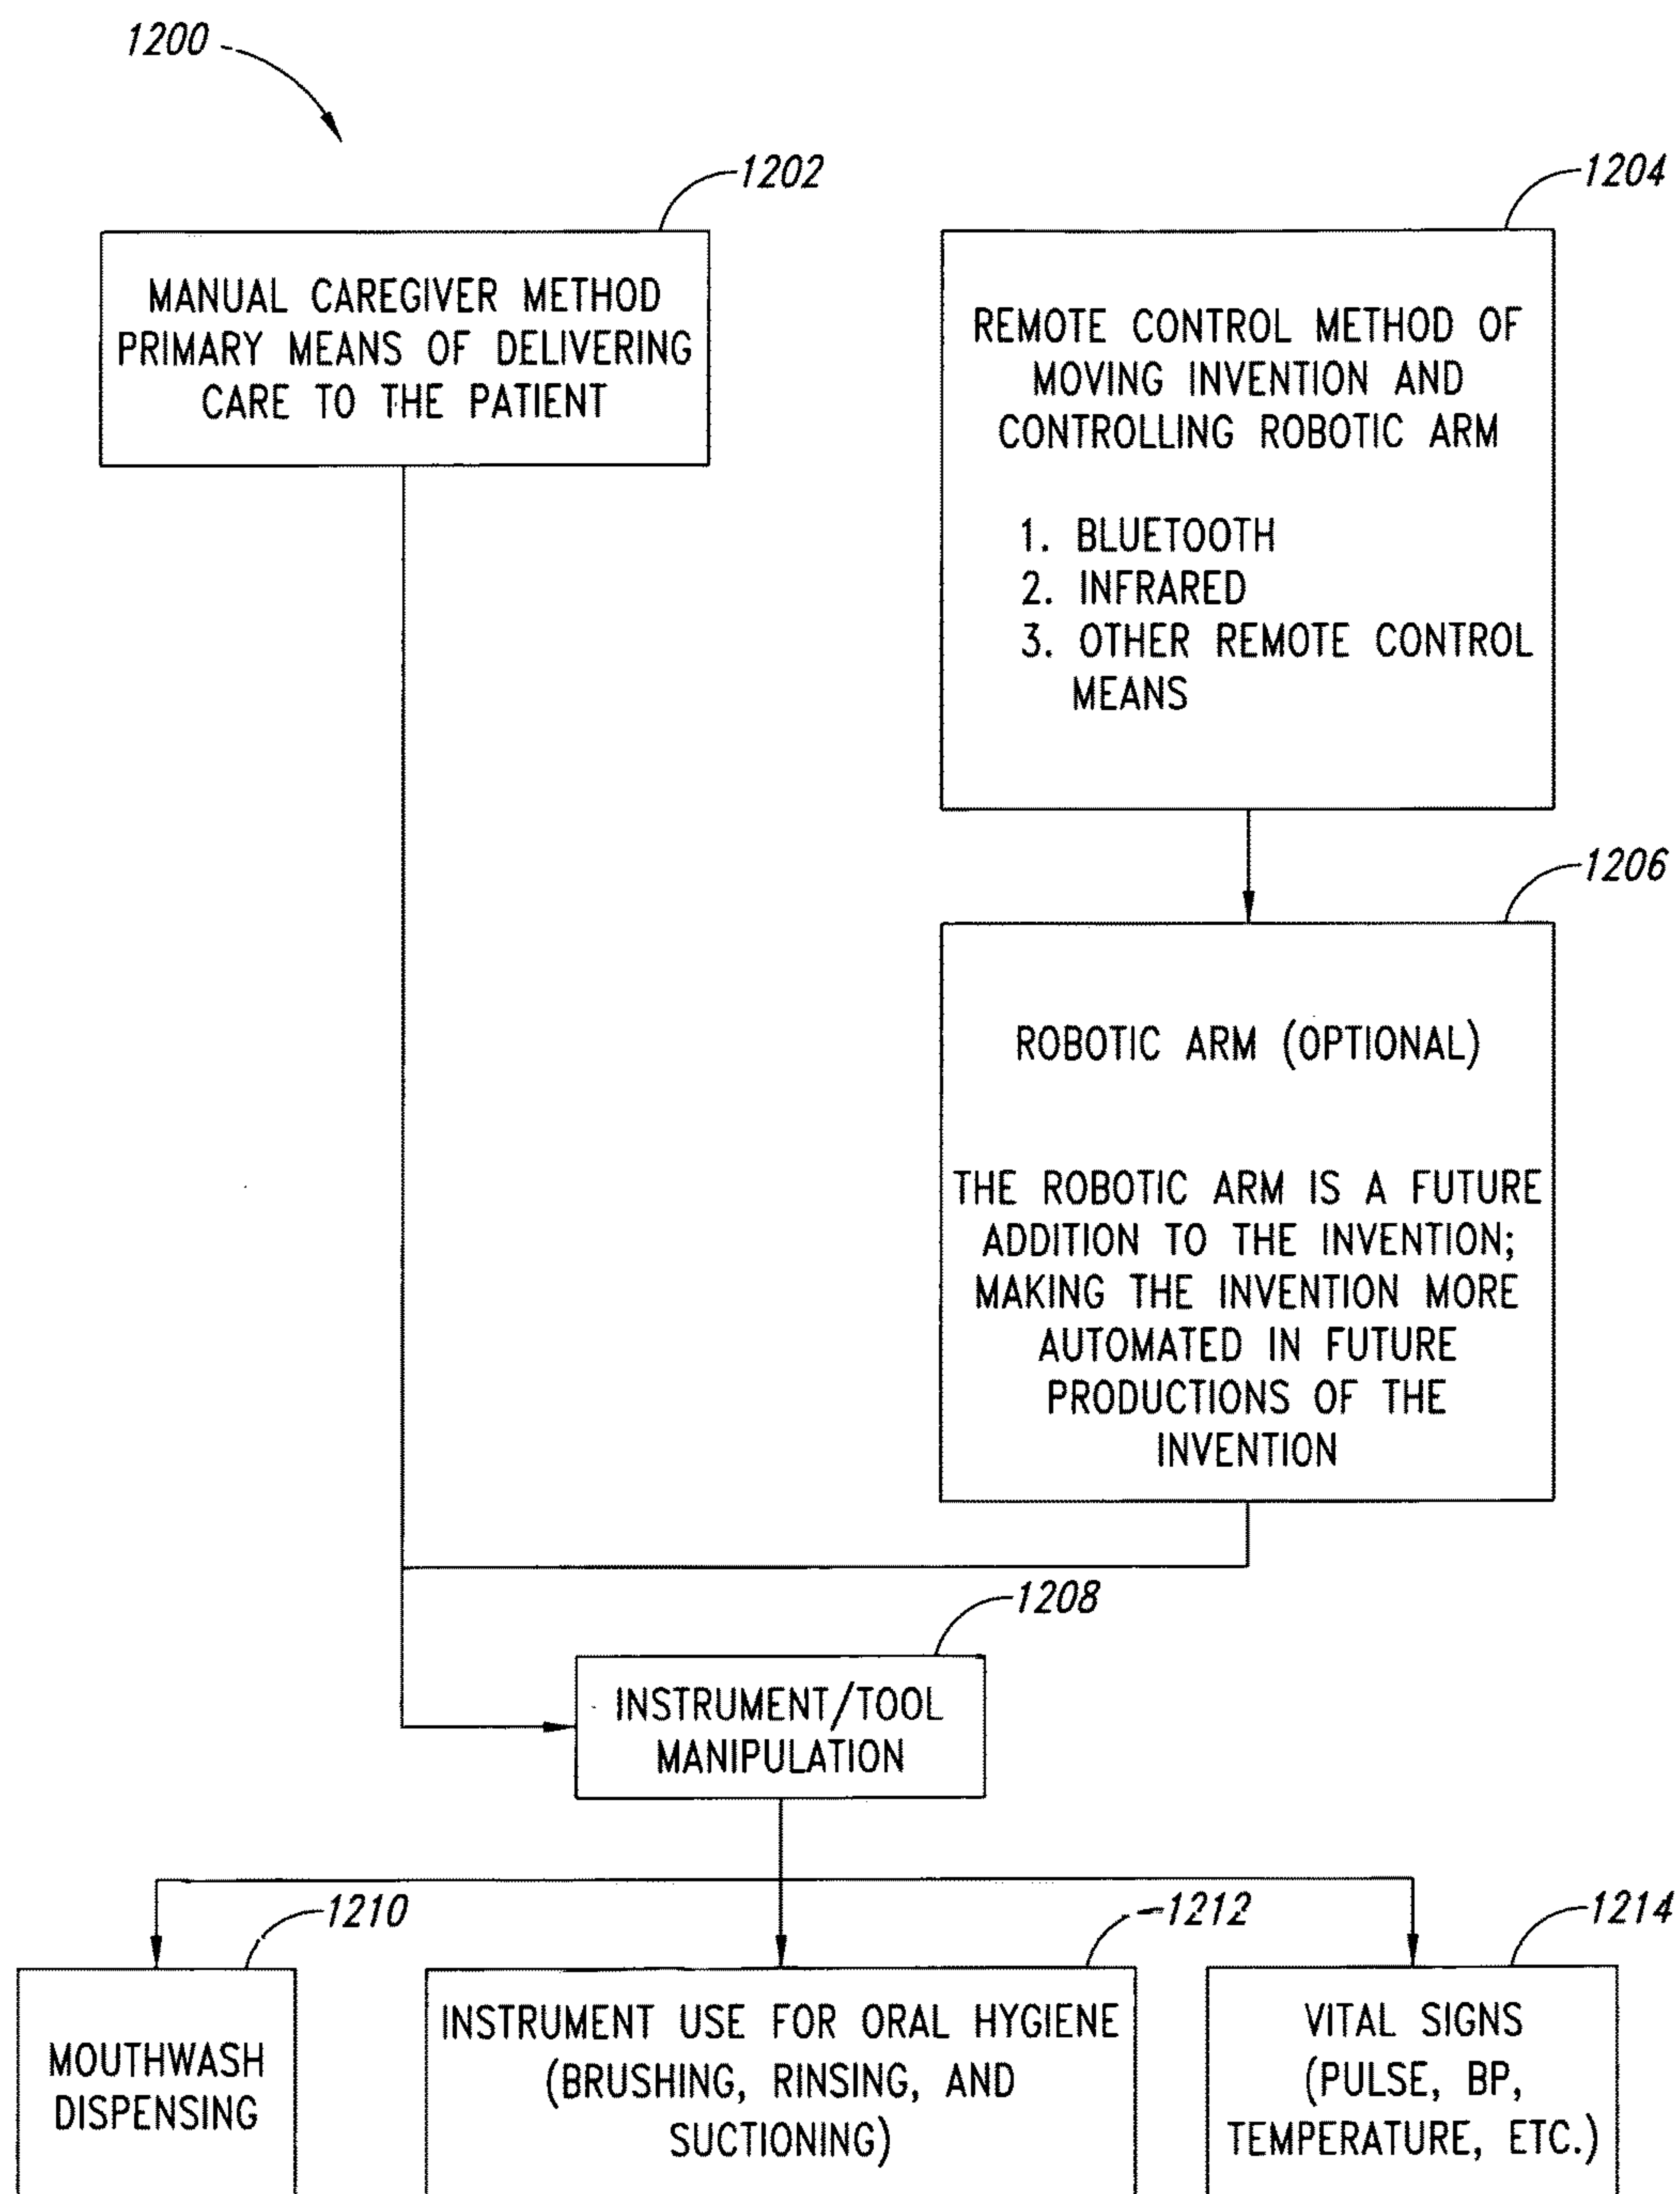 1200
1202
MANUAL CAREGIVER METHOD
PRIMARY MEANS OF DELIVERING
CARE TO THE PATIENT
1204
REMOTE CONTROL METHOD OF
MOVING INVENTION AND
CONTROLLING ROBOTIC ARM
1. BLUETOOTH
2. INFRARED
3. OTHER REMOTE CONTROL
MEANS
1206
ROBOTIC ARM (OPTIONAL)
THE ROBOTIC ARM IS A FUTURE
ADDITION TO THE INVENTION;
MAKING THE INVENTION MORE
AUTOMATED IN FUTURE
PRODUCTIONS OF THE
INVENTION
1208
INSTRUMENT/TOOL
MANIPULATION
1210
MOUTHWASH
DISPENSING
1212
INSTRUMENT USE FOR ORAL HYGIENE
(BRUSHING, RINSING, AND
SUCTIONING)
1214
VITAL SIGNS
(PULSE, BP,
TEMPERATURE, ETC.)